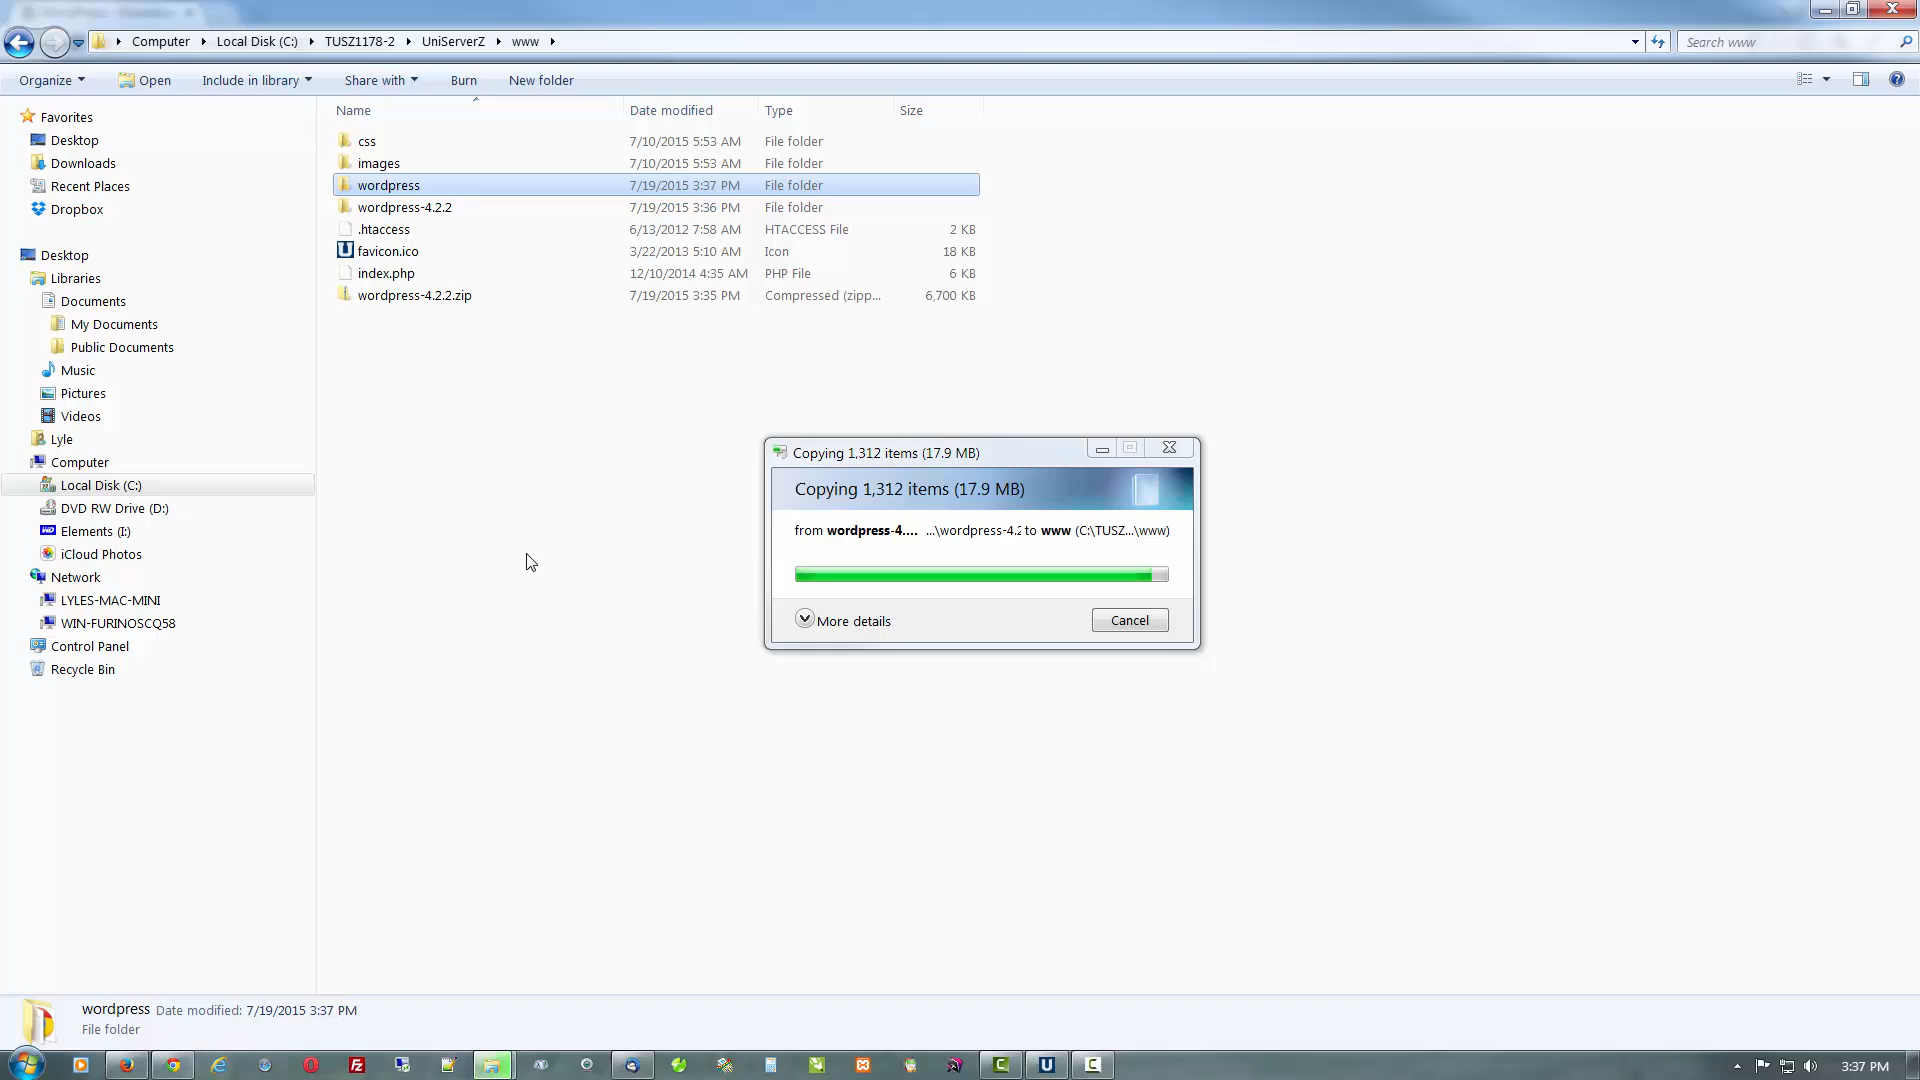 Computer Local Disk (C:) TUSZ1178-2 UniServerZ www
Search www
Organize Open Include in library Share with Burn New folder
Name Date modified Type Size
Favorites
Desktop
Downloads
Recent Places
Dropbox
Desktop
Libraries
Documents
My Documents
Public Documents
Music
Pictures
Videos
Lyle
Computer
Local Disk (C:)
DVD RW Drive (D:)
Elements (I:)
iCloud Photos
Network
LYLES-MAC-MINI
WIN-FURINOSCQ58
Control Panel
Recycle Bin
css 7/10/2015 5:53 AM File folder
images 7/10/2015 5:53 AM File folder
wordpress 7/19/2015 3:37 PM File folder
wordpress-4.2.2 7/19/2015 3:36 PM File folder
.htaccess 6/13/2012 7:58 AM HTACCESS File 2 KB
favicon.ico 3/22/2013 5:10 AM Icon 18 KB
index.php 12/10/2014 4:35 AM PHP File 6 KB
wordpress-4.2.2.zip 7/19/2015 3:35 PM Compressed (zipp... 6,700 KB
Copying 1,312 items (17.9 MB)
Copying 1,312 items (17.9 MB)
from wordpress-4.... ...\wordpress-4.2 to www (C:\TUSZ...\www)
More details Cancel
wordpress Date modified: 7/19/2015 3:37 PM
File folder
3:37 PM